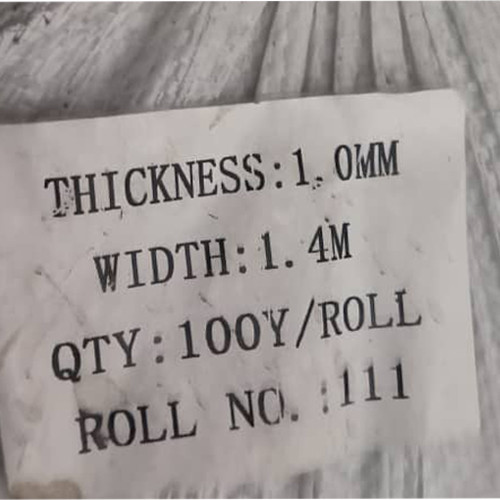 THICKNESS:1.0MM
WIDTH:1.4M
QTY:100Y/ROLL
ROLL NO.:111